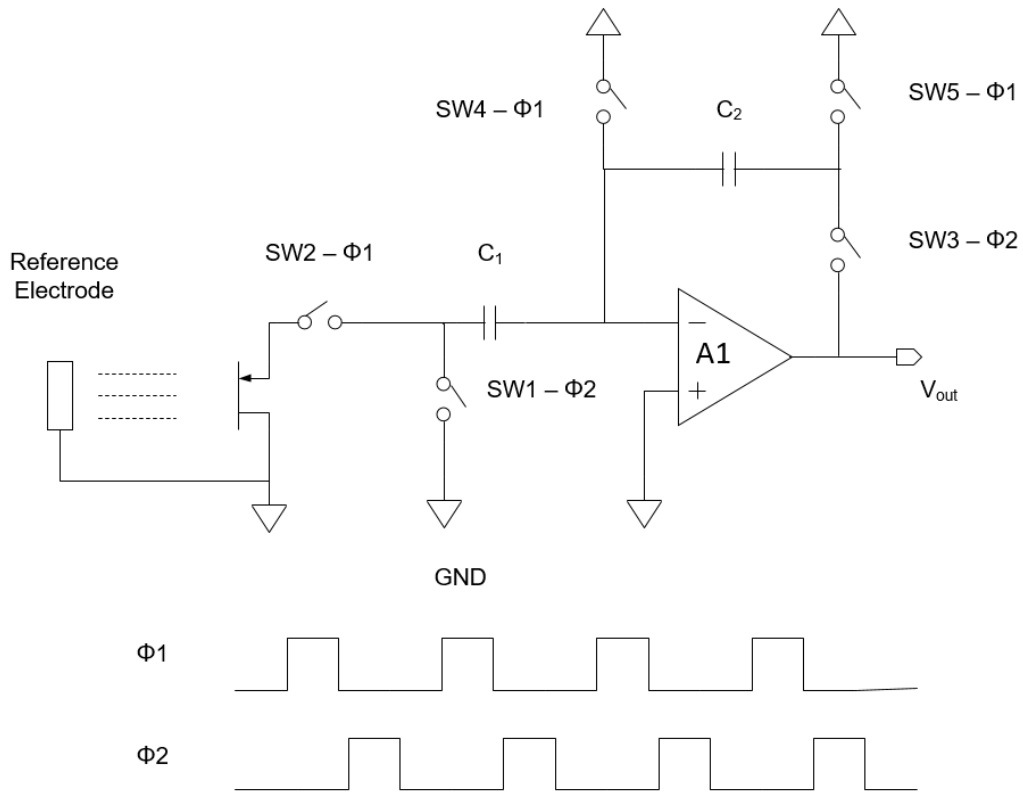 SW4 – Φ1
C₂
SW5 – Φ1
SW2 – Φ1
C₁
SW3 – Φ2
Reference
Electrode
A1
−
+
SW1 – Φ2
Vout
GND
Φ1
Φ2